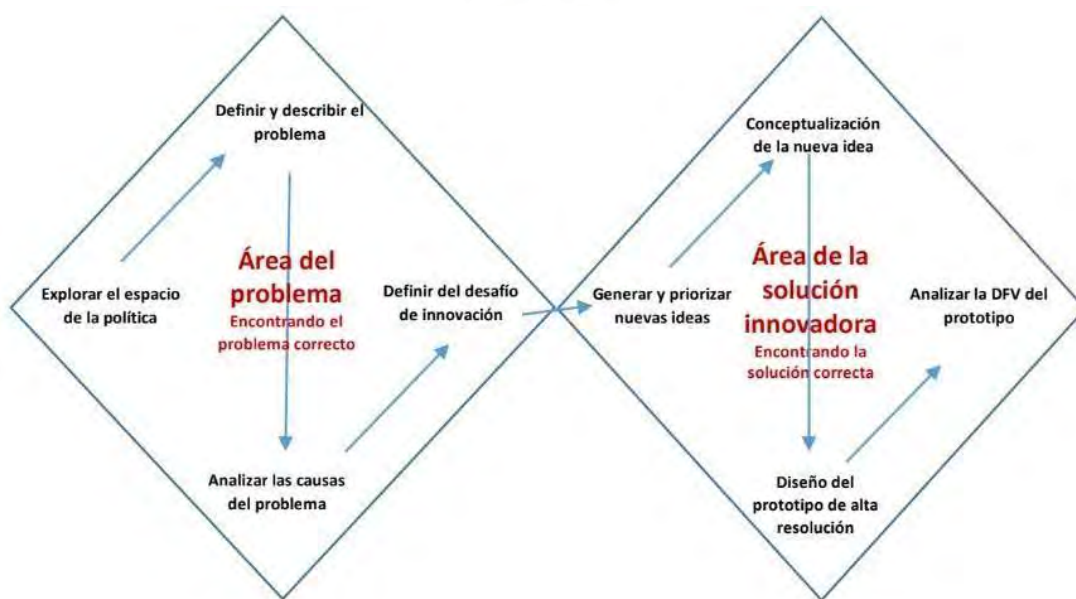 Definir y describir el
problema
Área del
problema
Encontrando el
problema correcto
Explorar el espacio
de la política
Definir del desafío
de innovación
Analizar las causas
del problema
Conceptualización
de la nueva idea
Generar y priorizar
nuevas ideas
Área de la
solución
innovadora
Encontrando la
solución correcta
Analizar la DFV del
prototipo
Diseño del
prototipo de alta
resolución